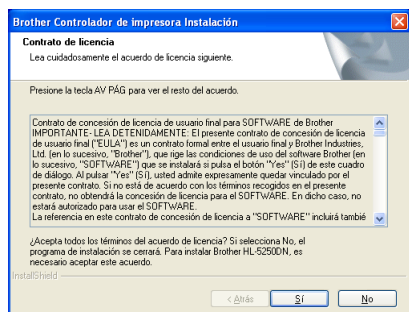 Brother Controlador de impresora Instalación
Contrato de licencia
Lea cuidadosamente el acuerdo de licencia siguiente.
Presione la tecla AV PÁG para ver el resto del acuerdo.
Contrato de concesión de licencia de usuario final para SOFTWARE de Brother
IMPORTANTE- LEA DETENIDAMENTE: El presente contrato de concesión de licencia
de usuario final ("EULA") es un contrato formal entre el usuario final y Brother Industries,
Ltd. (en lo sucesivo, "Brother"), que rige las condiciones de uso del software Brother (en
lo sucesivo, "SOFTWARE") que se instalará si pulsa el botón "Yes" (Sí) de este cuadro
de diálogo. Al pulsar "Yes" (Sí), usted admite expresamente quedar vinculado por el
presente contrato. Si no está de acuerdo con los términos recogidos en el presente
contrato, no obtendrá la concesión de licencia para el SOFTWARE. En dicho caso, no
estará autorizado para usar el SOFTWARE.
La referencia en este contrato de concesión de licencia a "SOFTWARE" incluirá tambié
¿Acepta todos los términos del acuerdo de licencia? Si selecciona No, el
programa de instalación se cerrará. Para instalar Brother HL-5250DN, es
necesario aceptar este acuerdo.
InstallShield
< Atrás Sí No